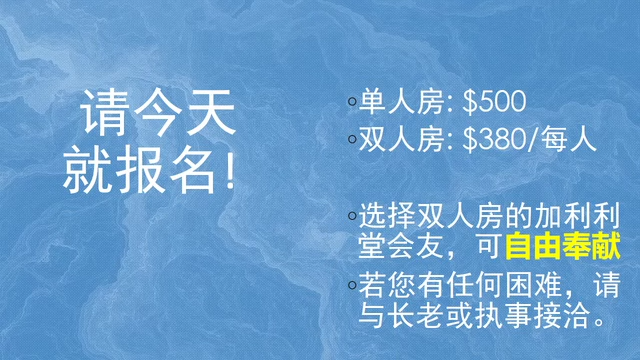 请今天
就报名!
单人房: $500
双人房: $380/每人
选择双人房的加利利
堂会友，可自由奉献
若您有任何困难，请
与长老或执事接洽。